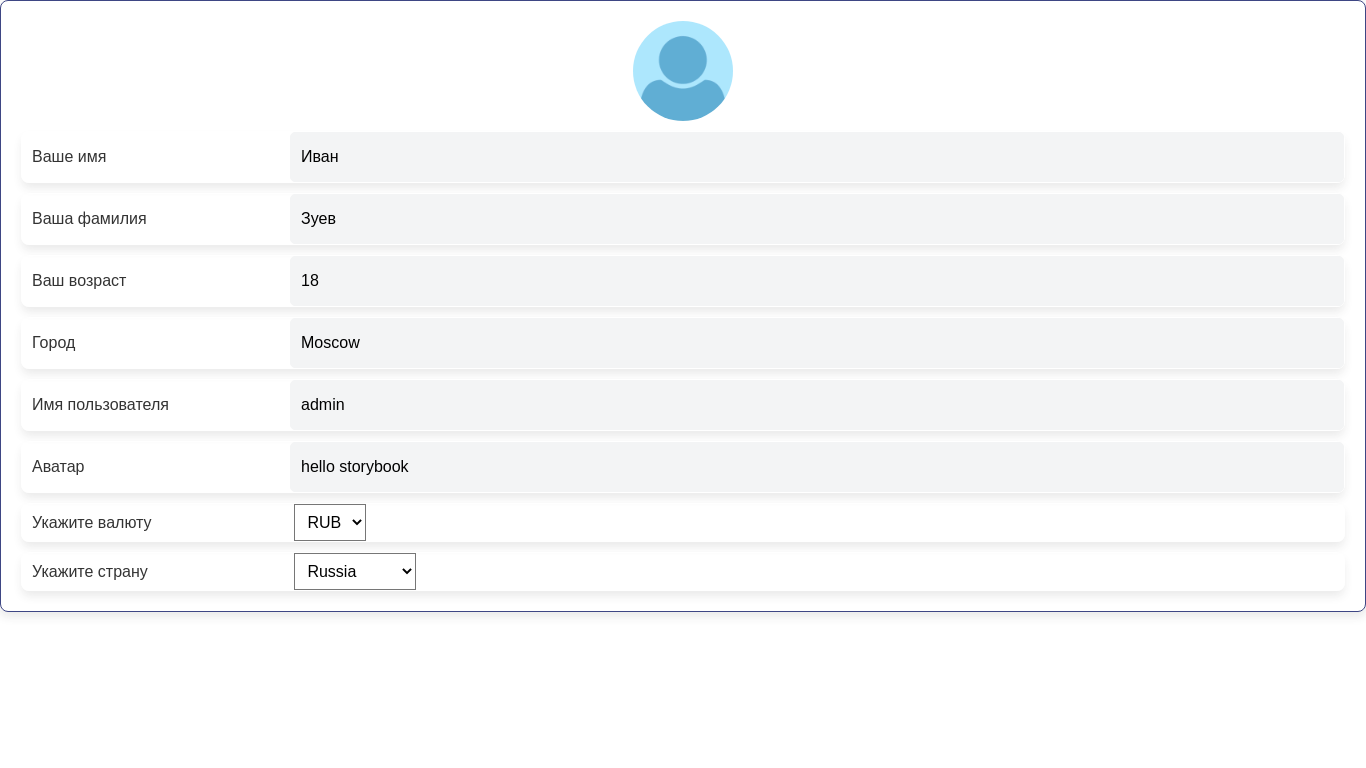 Ваше имя Иван
Ваша фамилия Зуев
Ваш возраст 18
Город Moscow
Имя пользователя admin
Аватар hello storybook
Укажите валюту RUB
Укажите страну Russia